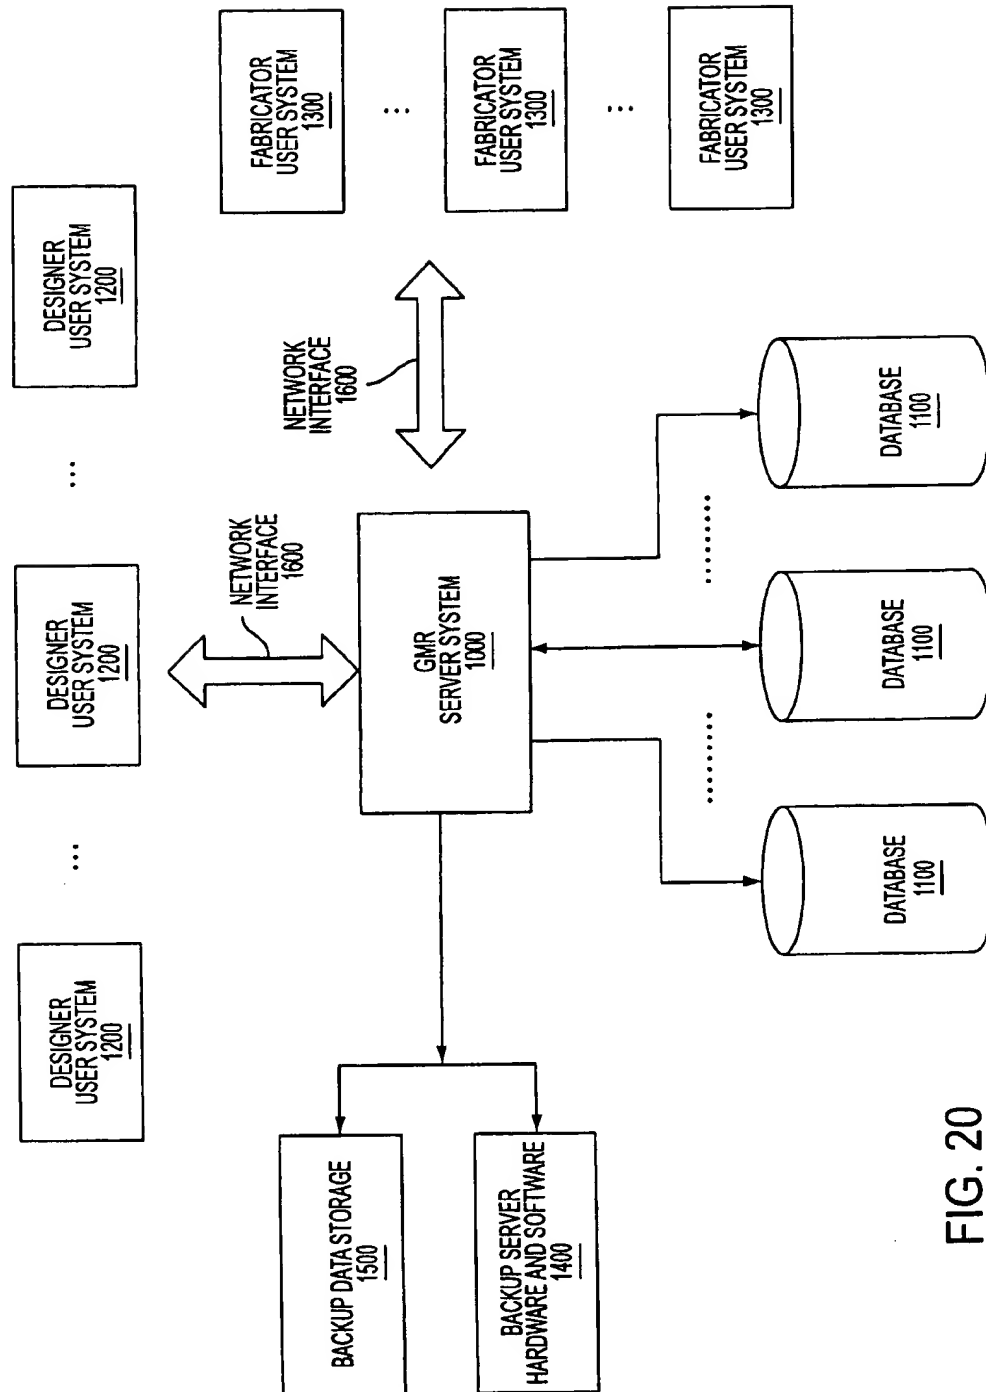 DESIGNER
USER SYSTEM
1200
DESIGNER
USER SYSTEM
1200
DESIGNER
USER SYSTEM
1200
NETWORK
INTERFACE
1600
NETWORK
INTERFACE
1600
FABRICATOR
USER SYSTEM
1300
FABRICATOR
USER SYSTEM
1300
FABRICATOR
USER SYSTEM
1300
BACKUP DATA STORAGE
1500
BACKUP SERVER
HARDWARE AND SOFTWARE
1400
GMR
SERVER SYSTEM
1000
DATABASE
1100
DATABASE
1100
DATABASE
1100
FIG. 20